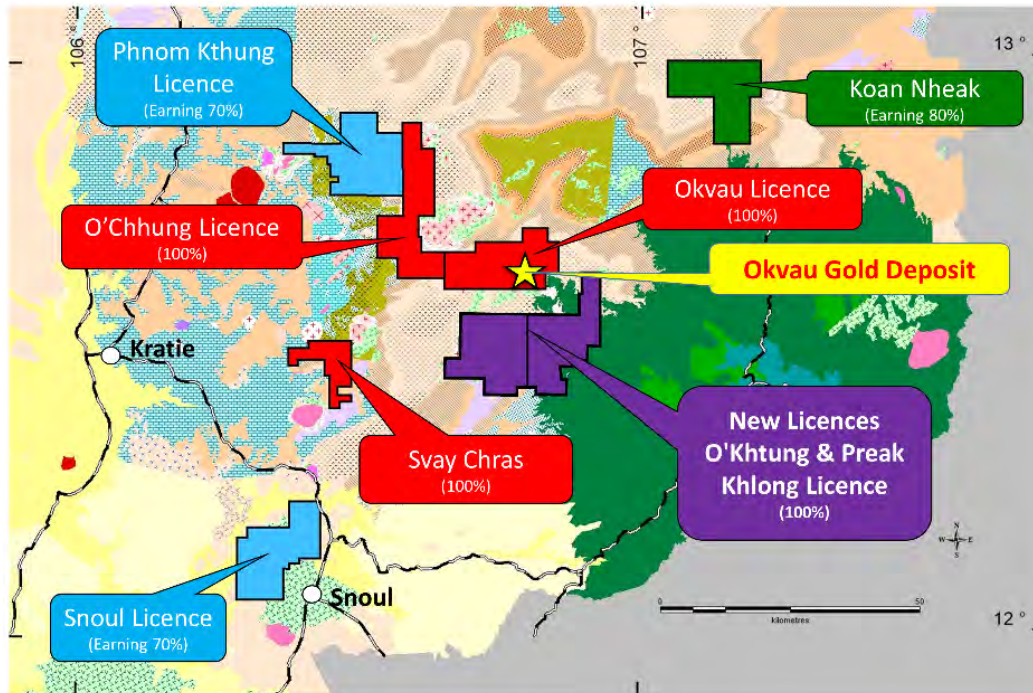 106 °
107 °
13 °
Phnom Kthung
Licence
(Earning 70%)
Koan Nheak
(Earning 80%)
Okvau Licence
(100%)
O'Chhung Licence
(100%)
Okvau Gold Deposit
Kratie
New Licences
O'Khtung & Preak
Khlong Licence
(100%)
Svay Chras
(100%)
N
W
E
S
Snoul Licence
(Earning 70%)
Snoul
0
50
kilometres
12 °